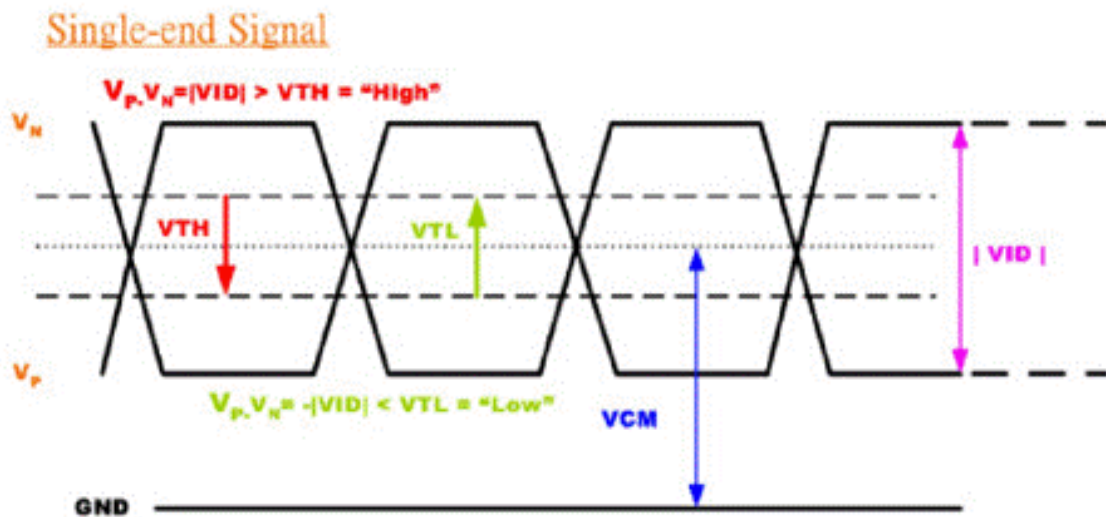 Single-end Signal
VP-VN=|VID| > VTH = “High”
VN
VTH
VTL
| VID |
VP
VP-VN= -|VID| < VTL = “Low”
VCM
GND